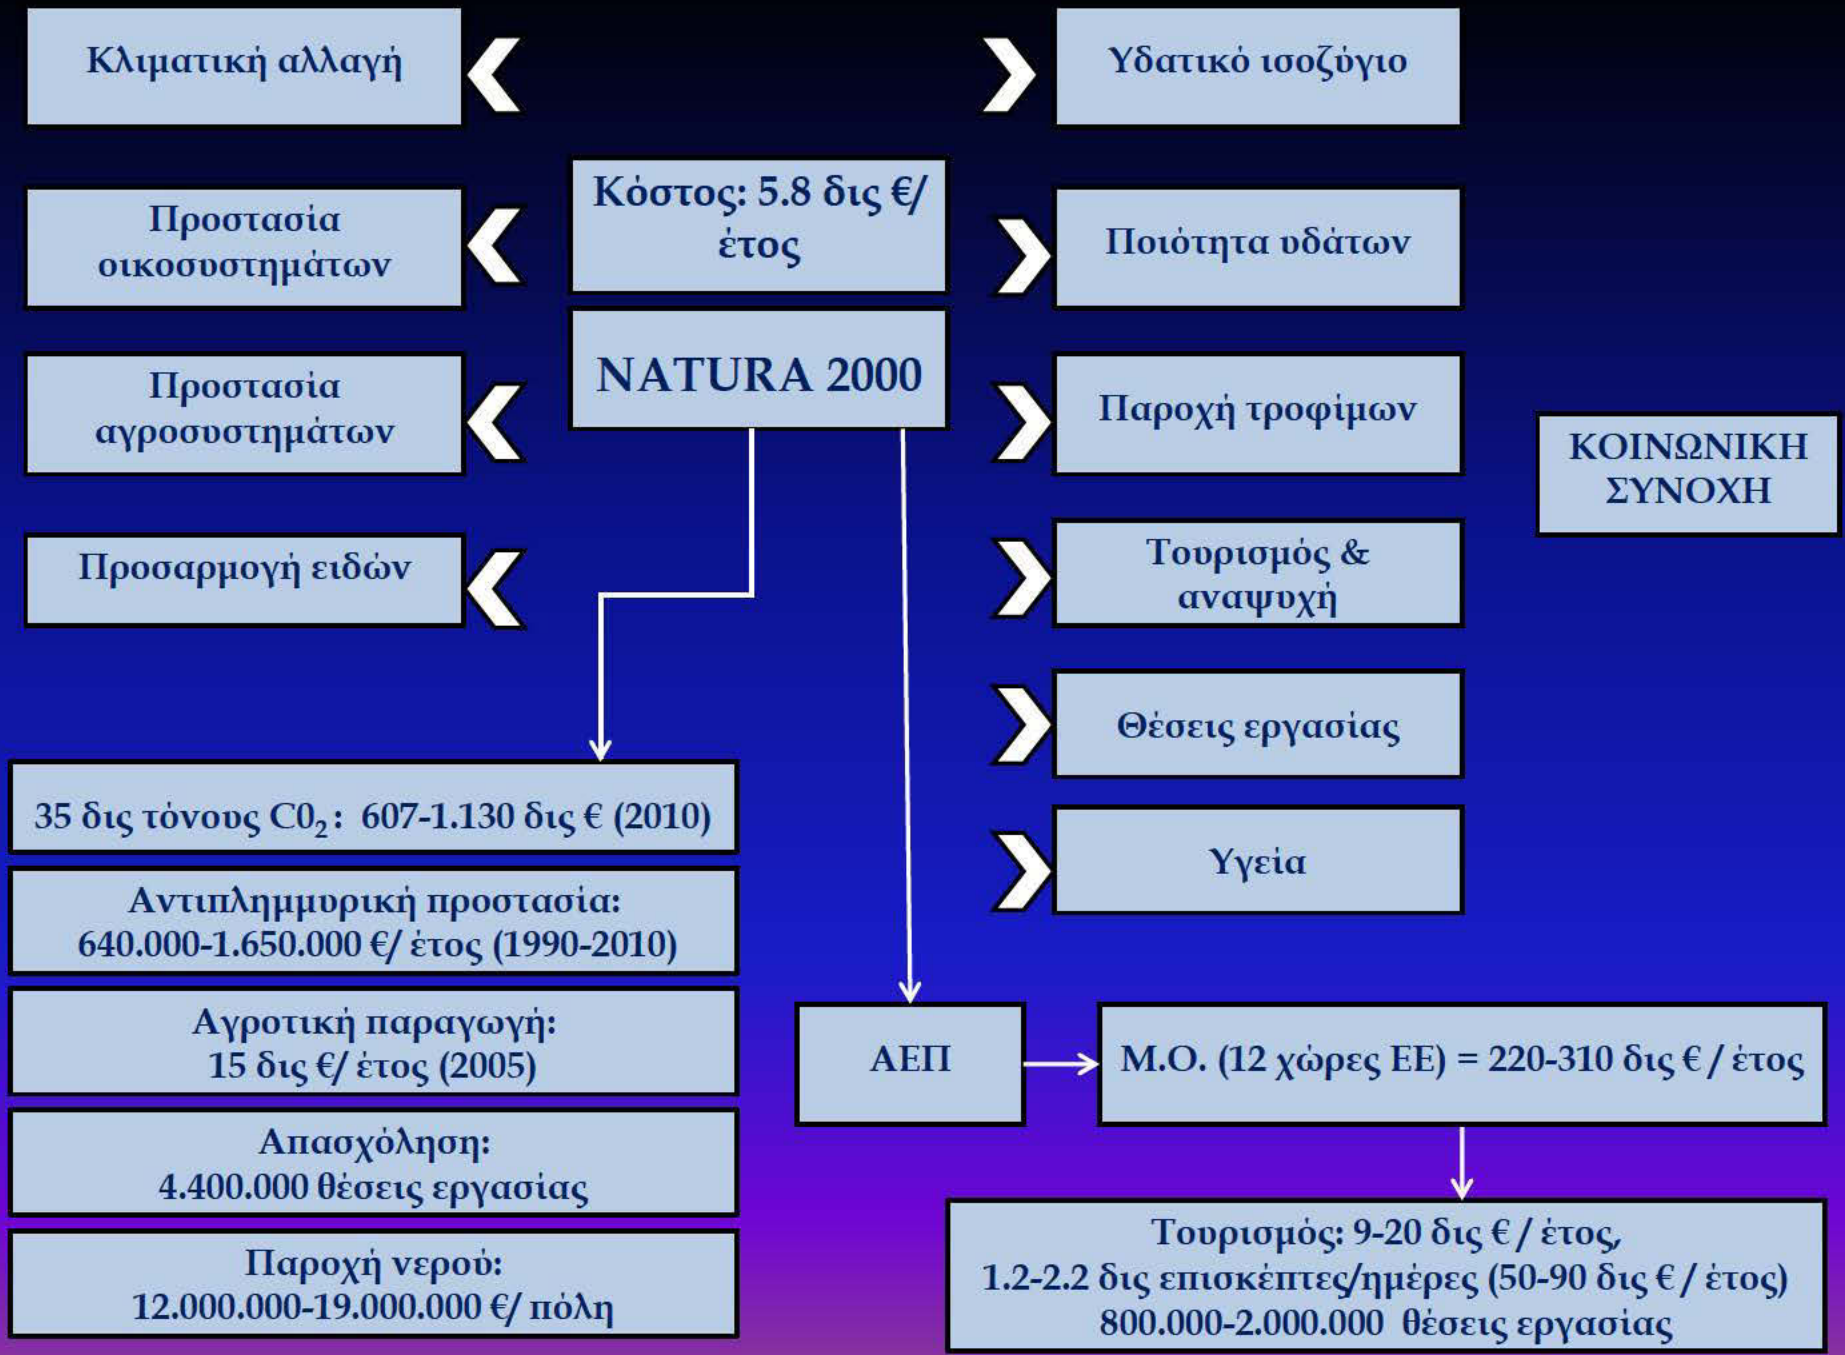 Κλιματική αλλαγή
Προστασία
οικοσυστημάτων
Προστασία
αγροσυστημάτων
Προσαρμογή ειδών
Κόστος: 5.8 δις €/
έτος
NATURA 2000
Υδατικό ισοζύγιο
Ποιότητα υδάτων
Παροχή τροφίμων
Τουρισμός &
αναψυχή
Θέσεις εργασίας
Υγεία
ΚΟΙΝΩΝΙΚΗ
ΣΥΝΟΧΗ
35 δις τόνους C0₂ : 607-1.130 δις € (2010)
Αντιπλημμυρική προστασία:
640.000-1.650.000 €/ έτος (1990-2010)
Αγροτική παραγωγή:
15 δις €/ έτος (2005)
Απασχόληση:
4.400.000 θέσεις εργασίας
Παροχή νερού:
12.000.000-19.000.000 €/ πόλη
ΑΕΠ
Μ.Ο. (12 χώρες ΕΕ) = 220-310 δις € / έτος
Τουρισμός: 9-20 δις € / έτος,
1.2-2.2 δις επισκέπτες/ημέρες (50-90 δις € / έτος)
800.000-2.000.000 θέσεις εργασίας